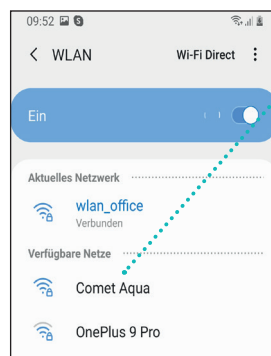 09:52
WLAN Wi-Fi Direct
Ein
Aktuelles Netzwerk
wlan_office
Verbunden
Verfügbare Netze
Comet Aqua
OnePlus 9 Pro